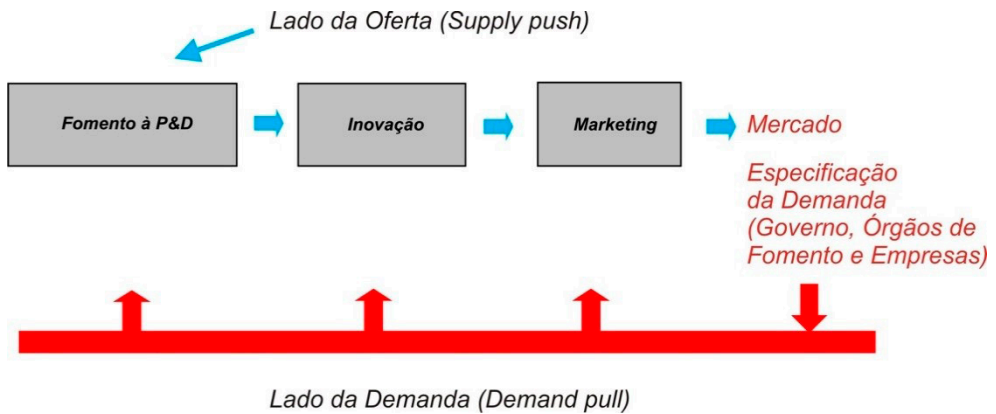 Lado da Oferta (Supply push)
Fomento à P&D
Inovação
Marketing
Mercado
Especificação
da Demanda
(Governo, Órgãos de
Fomento e Empresas)
Lado da Demanda (Demand pull)